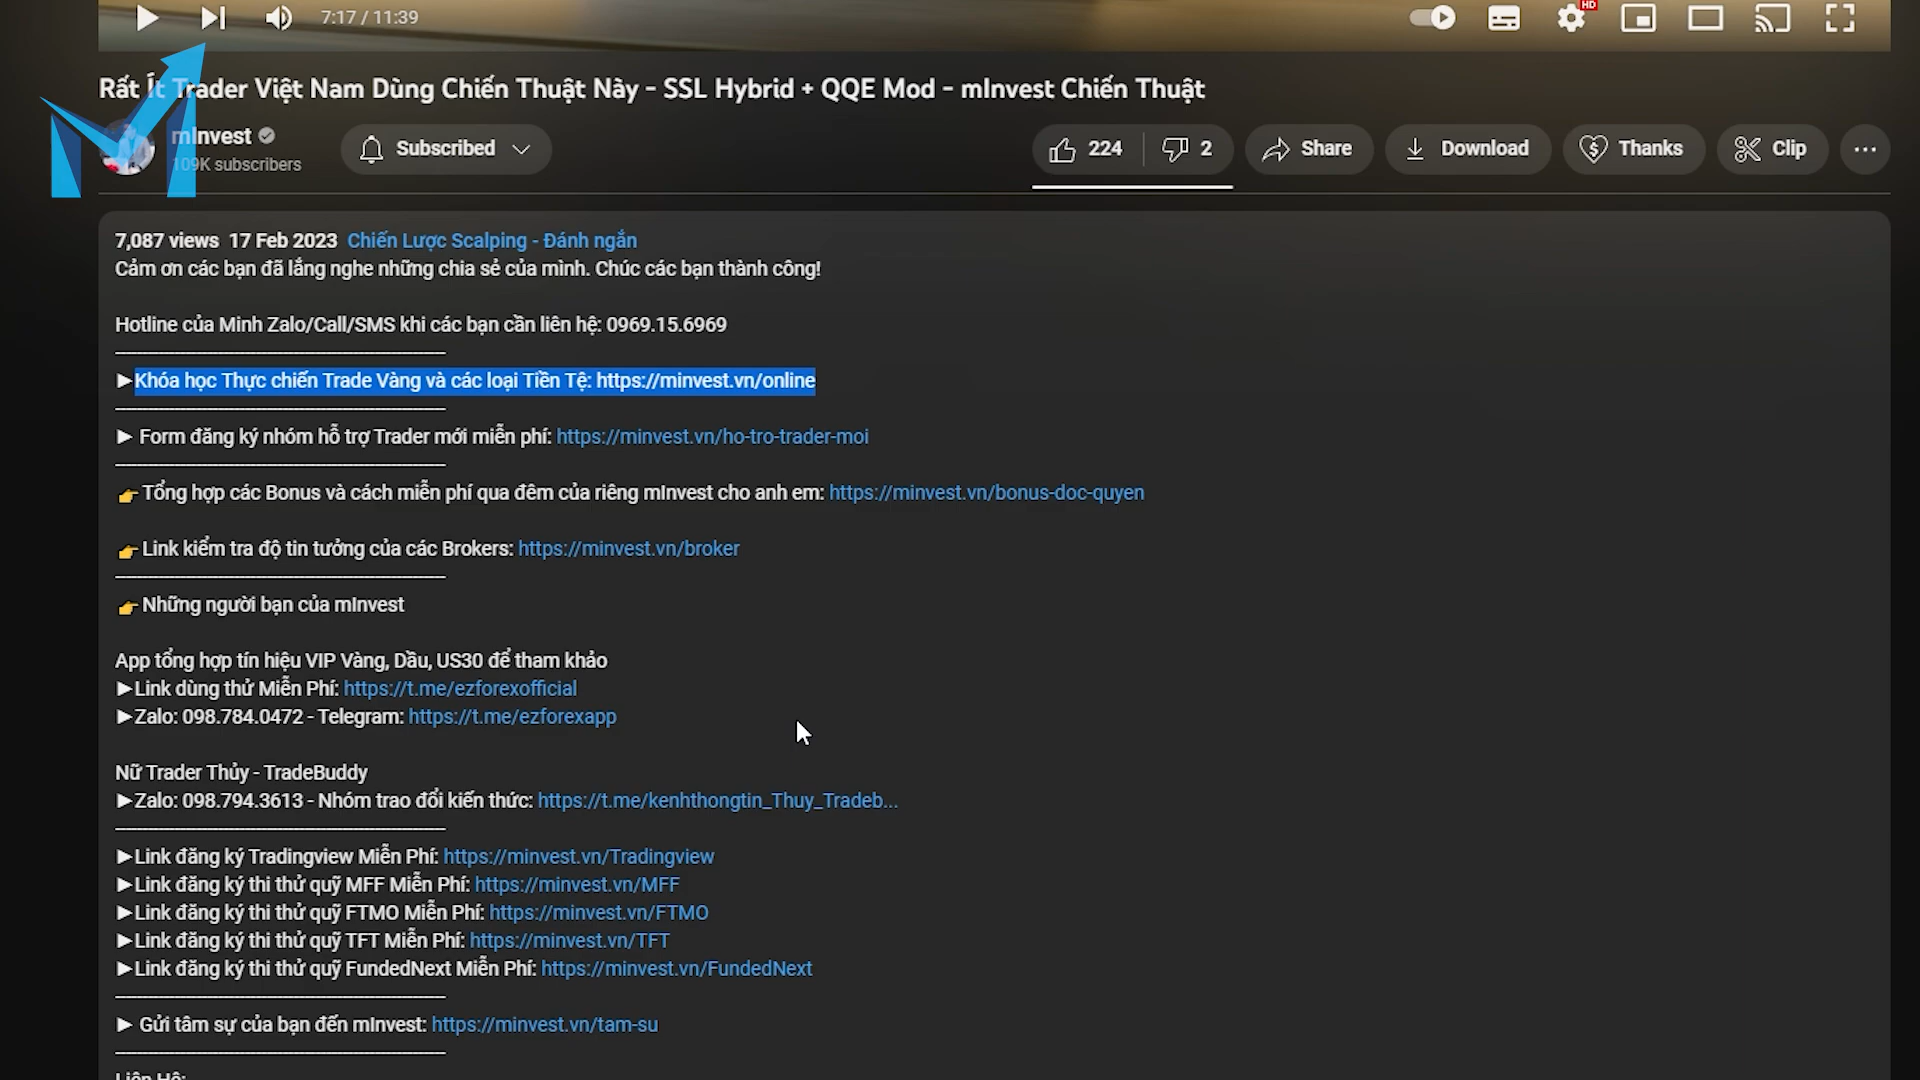 7:17 / 11:39
HD
Rất Ít Trader Việt Nam Dùng Chiến Thuật Này - SSL Hybrid + QQE Mod - mInvest Chiến Thuật
mInvest
109K subscribers
Subscribed
224
2
Share
Download
Thanks
Clip
7,087 views 17 Feb 2023 Chiến Lược Scalping - Đánh ngắn
Cảm ơn các bạn đã lắng nghe những chia sẻ của mình. Chúc các bạn thành công!
Hotline của Minh Zalo/Call/SMS khi các bạn cần liên hệ: 0969.15.6969
►Khóa học Thực chiến Trade Vàng và các loại Tiền Tệ: https://minvest.vn/online
► Form đăng ký nhóm hỗ trợ Trader mới miễn phí: https://minvest.vn/ho-tro-trader-moi
👉 Tổng hợp các Bonus và cách miễn phí qua đêm của riêng mInvest cho anh em: https://minvest.vn/bonus-doc-quyen
👉 Link kiểm tra độ tin tưởng của các Brokers: https://minvest.vn/broker
👉 Những người bạn của mInvest
App tổng hợp tín hiệu VIP Vàng, Dầu, US30 để tham khảo
►Link dùng thử Miễn Phí: https://t.me/ezforexofficial
►Zalo: 098.784.0472 - Telegram: https://t.me/ezforexapp
Nữ Trader Thủy - TradeBuddy
►Zalo: 098.794.3613 - Nhóm trao đổi kiến thức: https://t.me/kenhthongtin_Thuy_Tradeb...
►Link đăng ký Tradingview Miễn Phí: https://minvest.vn/Tradingview
►Link đăng ký thi thử quỹ MFF Miễn Phí: https://minvest.vn/MFF
►Link đăng ký thi thử quỹ FTMO Miễn Phí: https://minvest.vn/FTMO
►Link đăng ký thi thử quỹ TFT Miễn Phí: https://minvest.vn/TFT
►Link đăng ký thi thử quỹ FundedNext Miễn Phí: https://minvest.vn/FundedNext
► Gửi tâm sự của bạn đến mInvest: https://minvest.vn/tam-su
Liên Hệ: